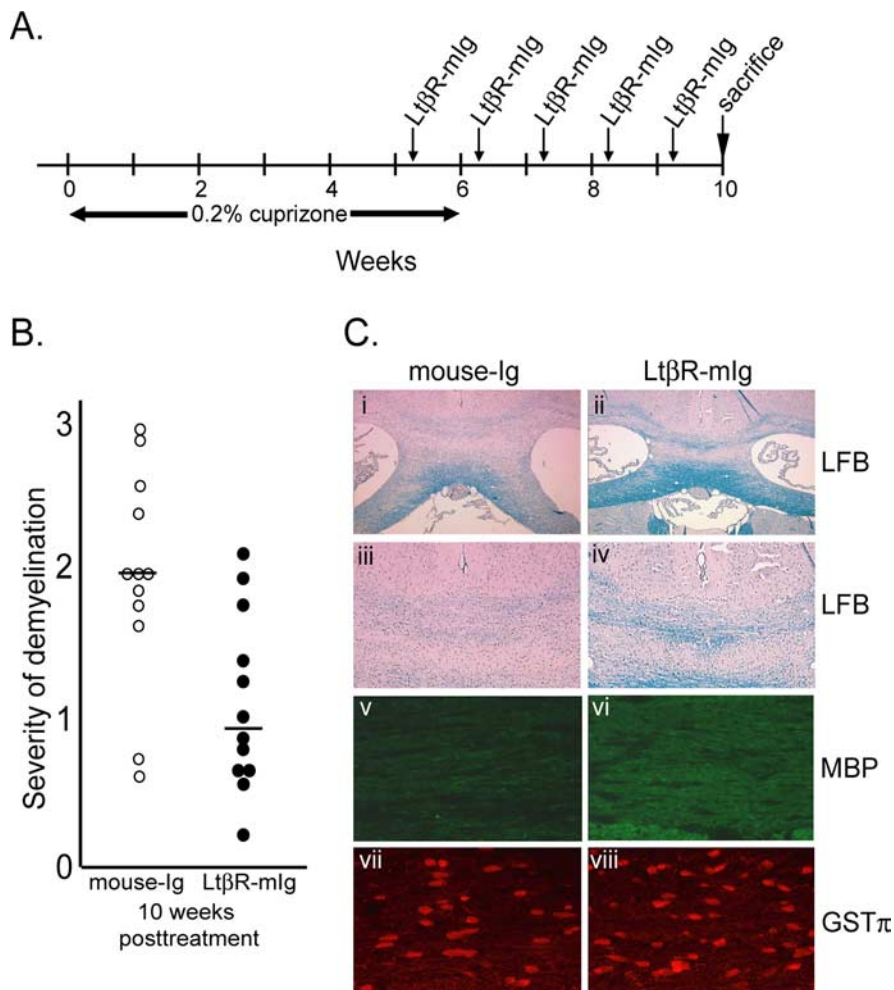 A.
LtβR-mIg LtβR-mIg LtβR-mIg LtβR-mIg LtβR-mIg sacrifice
0 2 4 6 8 10
0.2% cuprizone
Weeks
B.
3
2
1
0
Severity of demyelination
mouse-Ig LtβR-mIg
10 weeks
posttreatment
C.
mouse-Ig LtβR-mIg
i ii LFB
iii iv LFB
v vi MBP
vii viii GSTπ